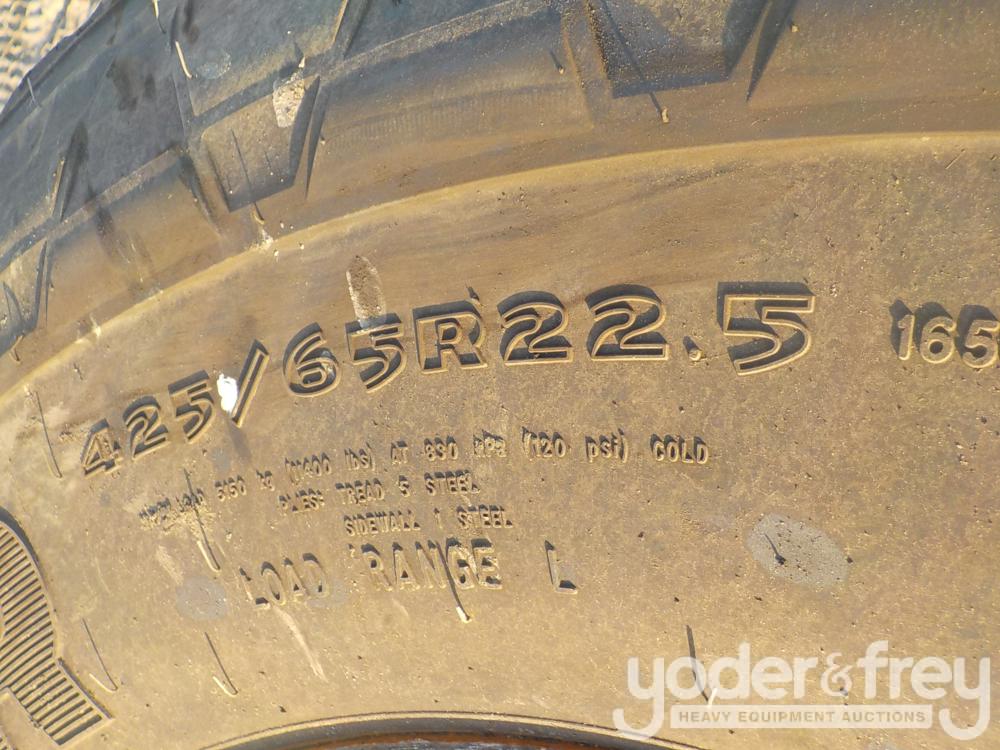 425/65R22.5 165
LOAD 5150 kg (11400 lbs) AT 830 kPa (120 psi) COLD
PLIES: TREAD 5 STEEL
SIDEWALL 1 STEEL
LOAD RANGE L
yoder&frey
HEAVY EQUIPMENT AUCTIONS